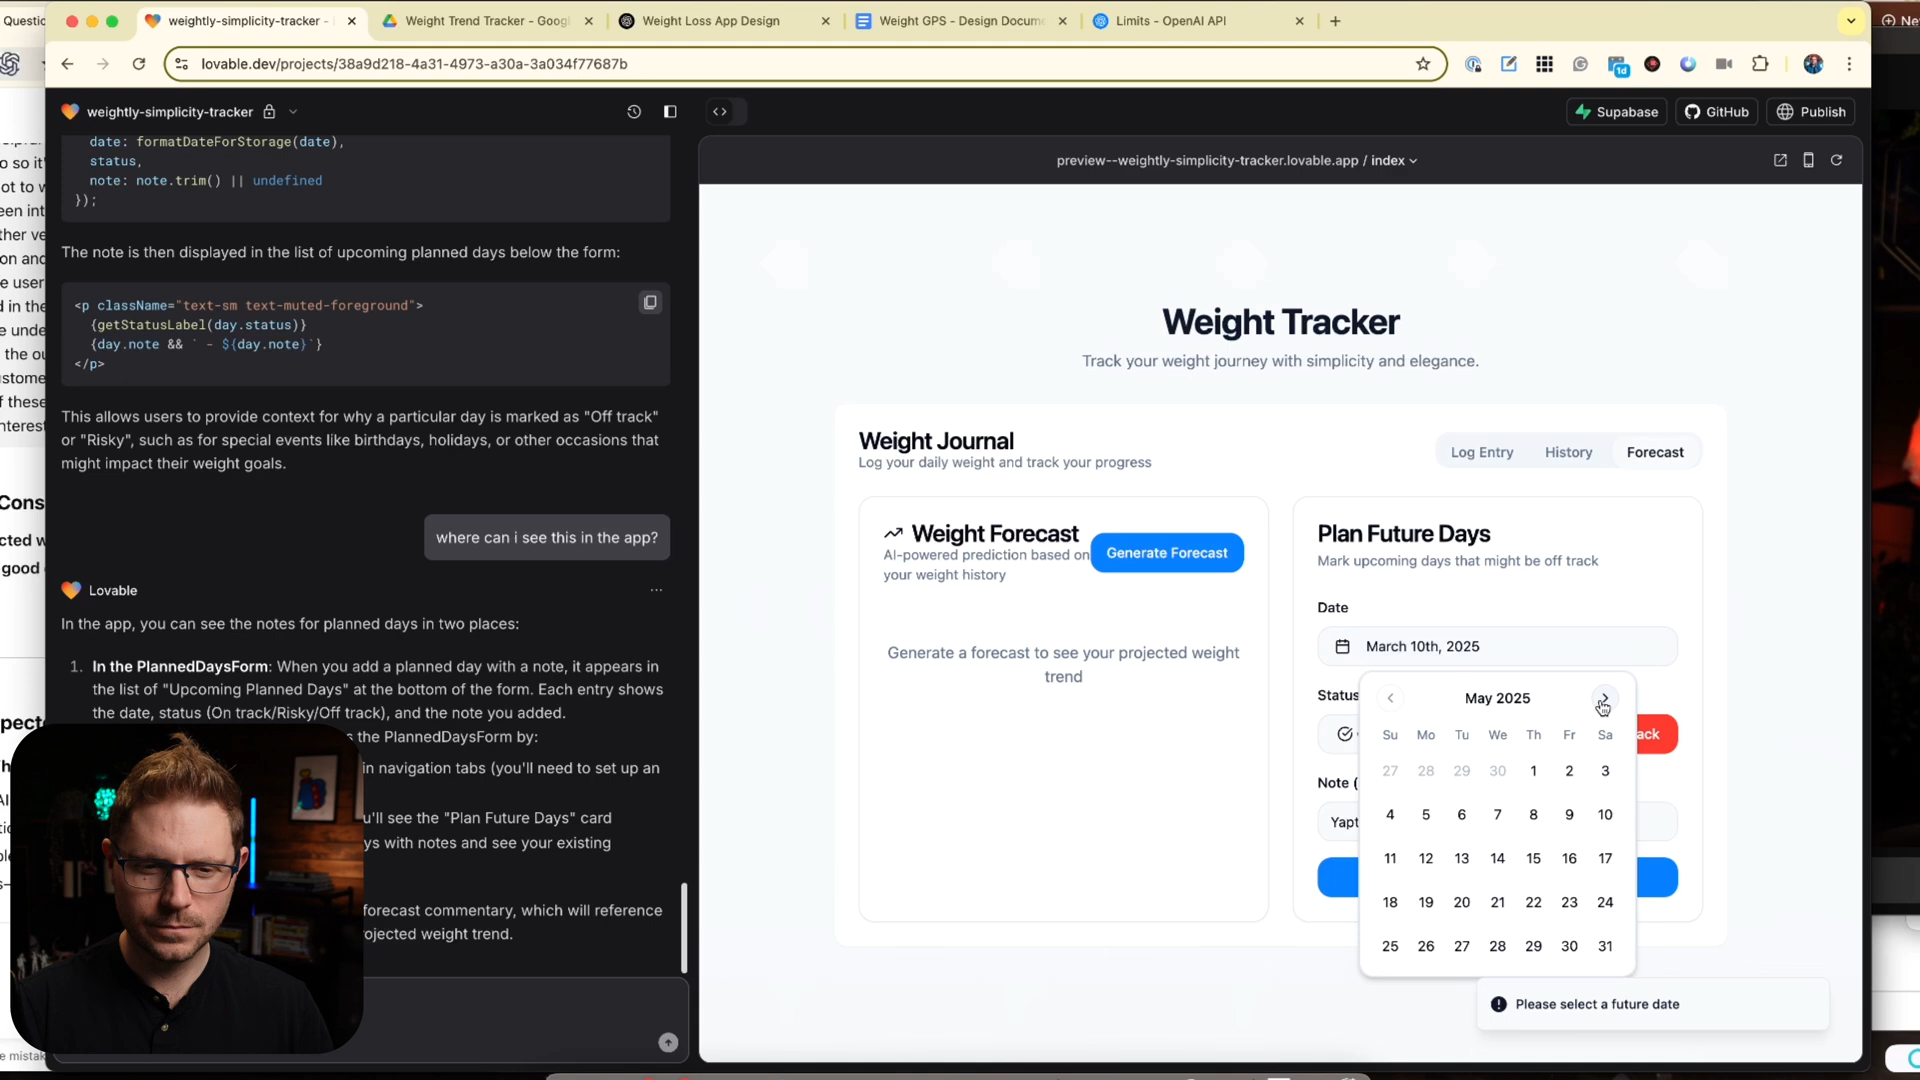 weightly-simplicity-tracker -
Weight Trend Tracker - Googl
Weight Loss App Design
Weight GPS - Design Docume
Limits - OpenAI API
lovable.dev/projects/38a9d218-4a31-4973-a30a-3a034f77687b
1d
weightly-simplicity-tracker
Supabase
GitHub
Publish
preview--weightly-simplicity-tracker.lovable.app / index
date: formatDateForStorage(date),
status,
note: note.trim() || undefined
});
The note is then displayed in the list of upcoming planned days below the form:
<p className="text-sm text-muted-foreground">
{getStatusLabel(day.status)}
{day.note && ` - ${day.note}`}
</p>
This allows users to provide context for why a particular day is marked as "Off track"
or "Risky", such as for special events like birthdays, holidays, or other occasions that
might impact their weight goals.
where can i see this in the app?
Lovable
In the app, you can see the notes for planned days in two places:
1. In the PlannedDaysForm: When you add a planned day with a note, it appears in
the list of "Upcoming Planned Days" at the bottom of the form. Each entry shows
the date, status (On track/Risky/Off track), and the note you added.
s the PlannedDaysForm by:
in navigation tabs (you'll need to set up an
u'll see the "Plan Future Days" card
ys with notes and see your existing
forecast commentary, which will reference
ojected weight trend.
Weight Tracker
Track your weight journey with simplicity and elegance.
Weight Journal
Log your daily weight and track your progress
Log Entry
History
Forecast
Weight Forecast
AI-powered prediction based on
your weight history
Generate Forecast
Generate a forecast to see your projected weight
trend
Plan Future Days
Mark upcoming days that might be off track
Date
March 10th, 2025
Status
ack
Note (
Yapt
May 2025
Su Mo Tu We Th Fr Sa
27 28 29 30 1 2 3
4 5 6 7 8 9 10
11 12 13 14 15 16 17
18 19 20 21 22 23 24
25 26 27 28 29 30 31
Please select a future date